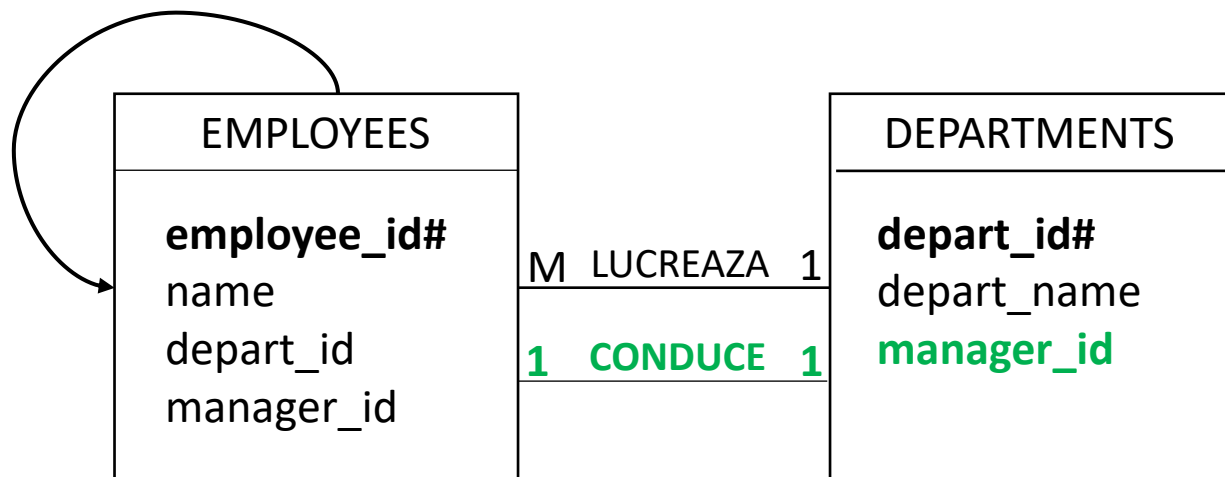 EMPLOYEES
employee_id#
name
depart_id
manager_id
M LUCREAZA 1
1 CONDUCE 1
DEPARTMENTS
depart_id#
depart_name
manager_id